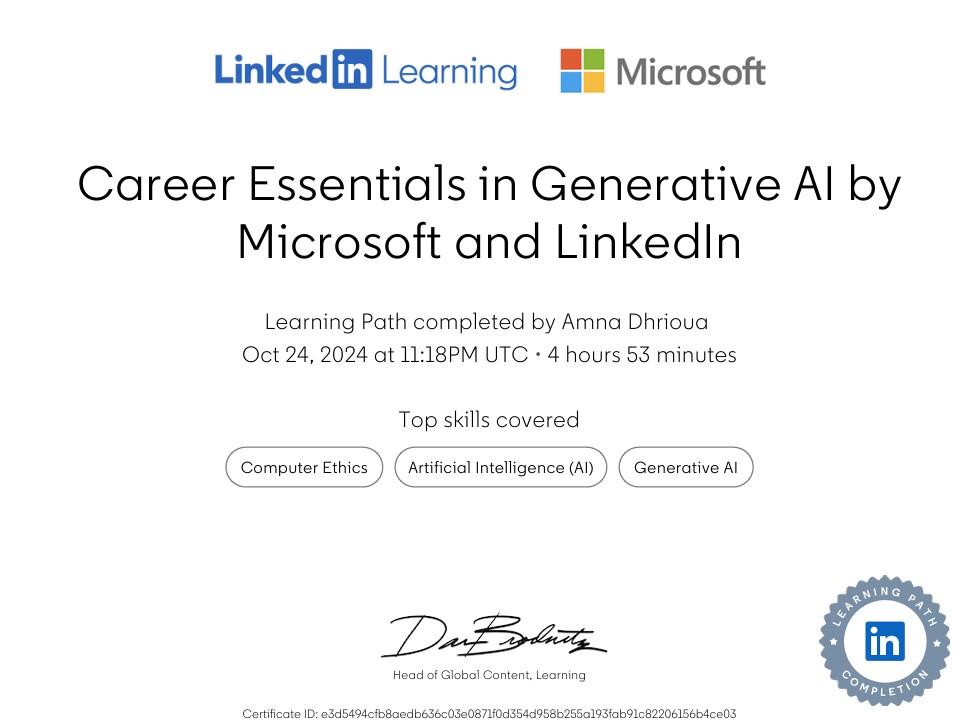 Linked in Learning
Microsoft
Career Essentials in Generative AI by
Microsoft and LinkedIn
Learning Path completed by Amna Dhrioua
Oct 24, 2024 at 11:18PM UTC • 4 hours 53 minutes
Top skills covered
Computer Ethics
Artificial Intelligence (AI)
Generative AI
Dan Brodnitz
Head of Global Content, Learning
LEARNING PATH
in
COMPLETION
Certificate ID: e3d5494cfb8aedb636c03e0871f0d354d958b255a193fab91c82206156b4ce03